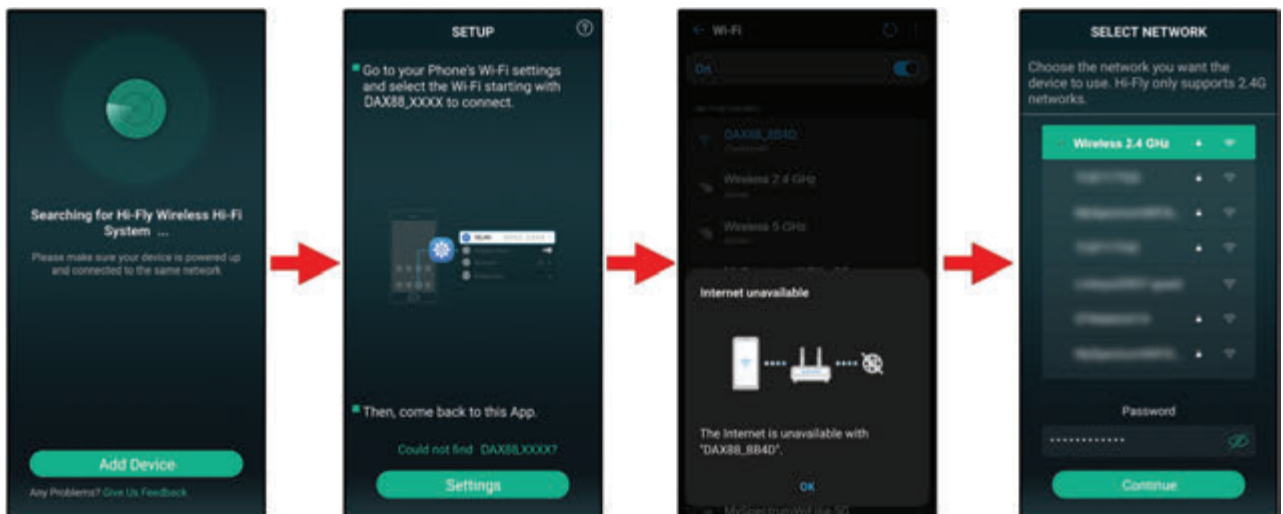 Searching for Hi-Fly Wireless Hi-Fi
System ...
Please make sure your device is powered up
and connected to the same network
Add Device
Any Problems? Give Us Feedback
SETUP
?
Go to your Phone's Wi-Fi settings
and select the Wi-Fi starting with
DAX88_XXXX to connect.
Then, come back to this App.
Could not find DAX88_XXXX?
Settings
Wi-Fi
On
DAX88_8B4D
Wireless 2.4 GHz
Wireless 5 GHz
Internet unavailable
The Internet is unavailable with
"DAX88_8B4D".
OK
SELECT NETWORK
Choose the network you want the
device to use. Hi-Fly only supports 2.4G
networks.
Wireless 2.4 GHz
Password
............
Continue